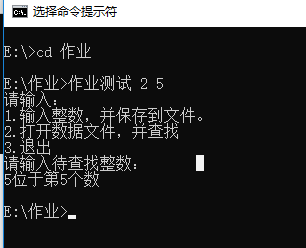 选择命令提示符
E:\>cd 作业
E:\作业>作业测试 2 5
请输入：
1.输入整数，并保存到文件。
2.打开数据文件，并查找
3.退出
请输入待查找整数：
5位于第5个数
E:\作业>